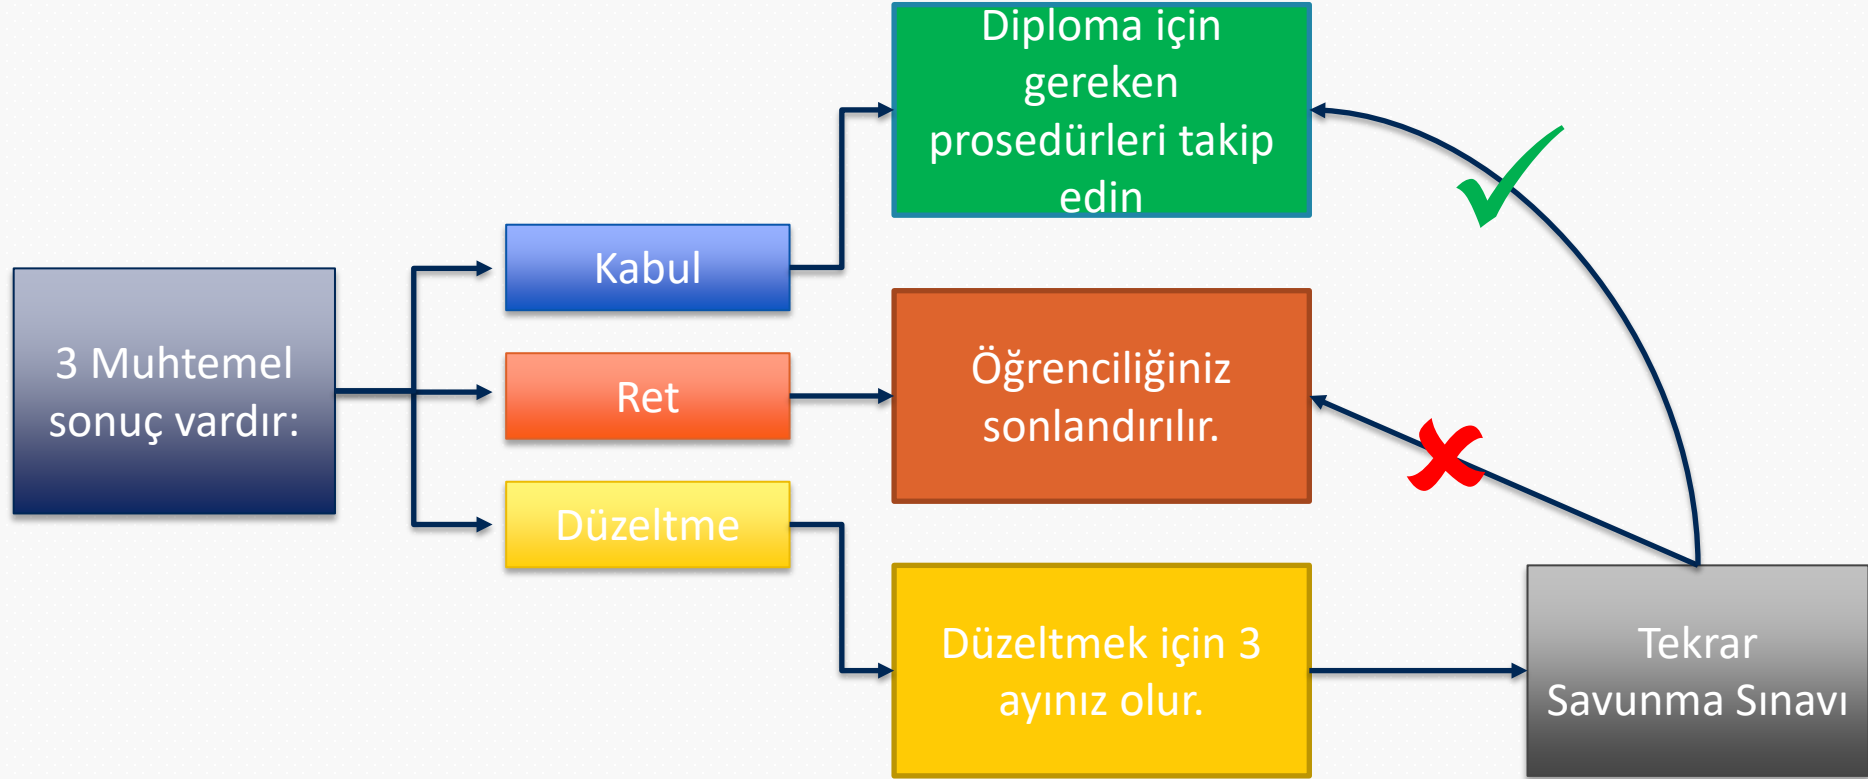 Diploma için
gereken
prosedürleri takip
edin
Kabul
3 Muhtemel
sonuç vardır:
Ret
Öğrenciliğiniz
sonlandırılır.
Düzeltme
Düzeltmek için 3
ayınız olur.
Tekrar
Savunma Sınavı